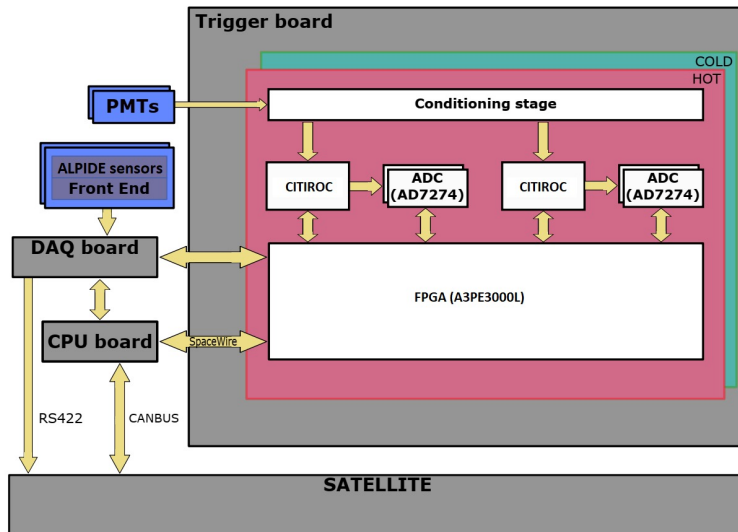 Trigger board
COLD
HOT
PMTs
Conditioning stage
ALPIDE sensors
Front End
CITIROC
ADC
(AD7274)
CITIROC
ADC
(AD7274)
DAQ board
FPGA (A3PE3000L)
CPU board
SpaceWire
RS422
CANBUS
SATELLITE